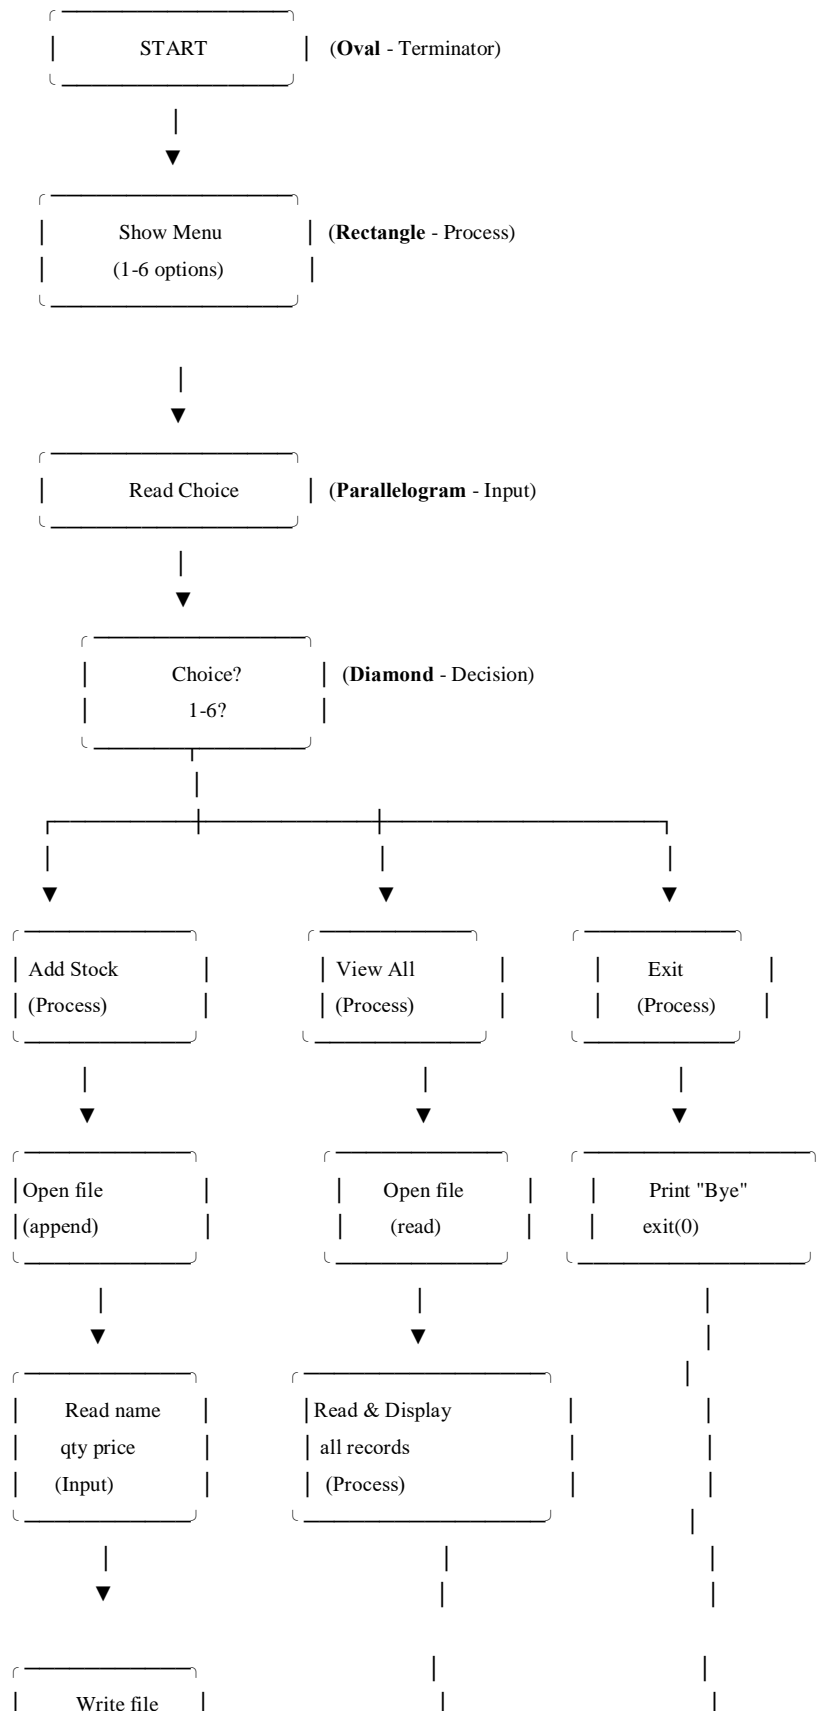 START (Oval - Terminator)
Show Menu (Rectangle - Process)
(1-6 options)
Read Choice (Parallelogram - Input)
Choice? (Diamond - Decision)
1-6?
Add Stock View All Exit
(Process) (Process) (Process)
Open file Open file Print "Bye"
(append) (read) exit(0)
Read name Read & Display
qty price all records
(Input) (Process)
Write file